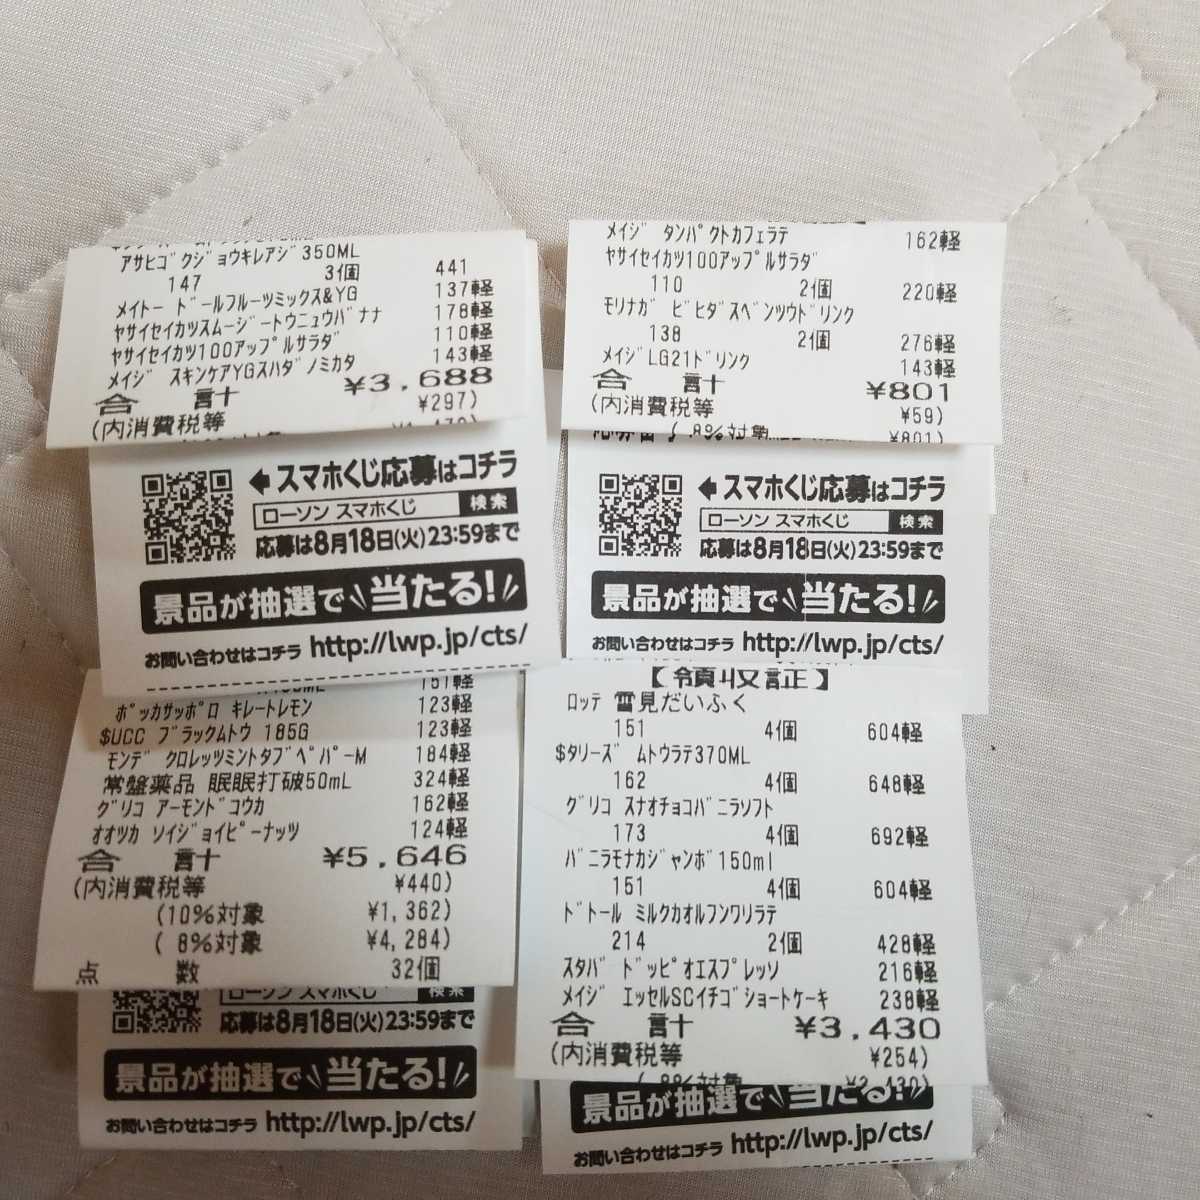 アサヒゴクジョウキレアジ350ML
147 3個 441
メイトー ドールフルーツミックス&YG 137軽
ヤサイセイカツスムージートウニュウバナナ 178軽
ヤサイセイカツ100アップルサラダ 110軽
メイジ スキンケアYGスハダノミカタ 143軽
合 計 ¥3,688
(内消費税等 ¥297)
←スマホくじ応募はコチラ
ローソン スマホくじ 検索
応募は8月18日(火)23:59まで
景品が抽選で当たる!
お問い合わせはコチラ http://lwp.jp/cts/
メイジ タンパクトカフェラテ 162軽
ヤサイセイカツ100アップルサラダ
110 2個 220軽
モリナガ ビヒダスベンツウドリンク
138 2個 276軽
メイジLG21ドリンク 143軽
合 計 ¥801
(内消費税等 ¥59)
( 8%対象 ¥801)
←スマホくじ応募はコチラ
ローソン スマホくじ 検索
応募は8月18日(火)23:59まで
景品が抽選で当たる!
お問い合わせはコチラ http://lwp.jp/cts/
151軽
ポッカサッポロ キレートレモン 123軽
$UCC ブラックムトウ 185G 123軽
モンデ クロレッツミントタブペパーM 184軽
常盤薬品 眠眠打破50mL 324軽
グリコ アーモンドコウカ 162軽
オオツカ ソイジョイピーナッツ 124軽
合 計 ¥5,646
(内消費税等 ¥440)
(10%対象 ¥1,362)
( 8%対象 ¥4,284)
点 数 32個
ローソン スマホくじ 検索
応募は8月18日(火)23:59まで
景品が抽選で当たる!
お問い合わせはコチラ http://lwp.jp/cts/
【領収証】
ロッテ 雪見だいふく
151 4個 604軽
$タリーズ ムトウラテ370ML
162 4個 648軽
グリコ スナオチョコバニラソフト
173 4個 692軽
バニラモナカジャンボ150ml
151 4個 604軽
ドトール ミルクカオルフンワリラテ
214 2個 428軽
スタバ ドッピオエスプレッソ 216軽
メイジ エッセルSCイチゴショートケーキ 238軽
合 計 ¥3,430
(内消費税等 ¥254)
( 8%対象 ¥3,430)
景品が抽選で当たる!
お問い合わせはコチラ http://lwp.jp/cts/